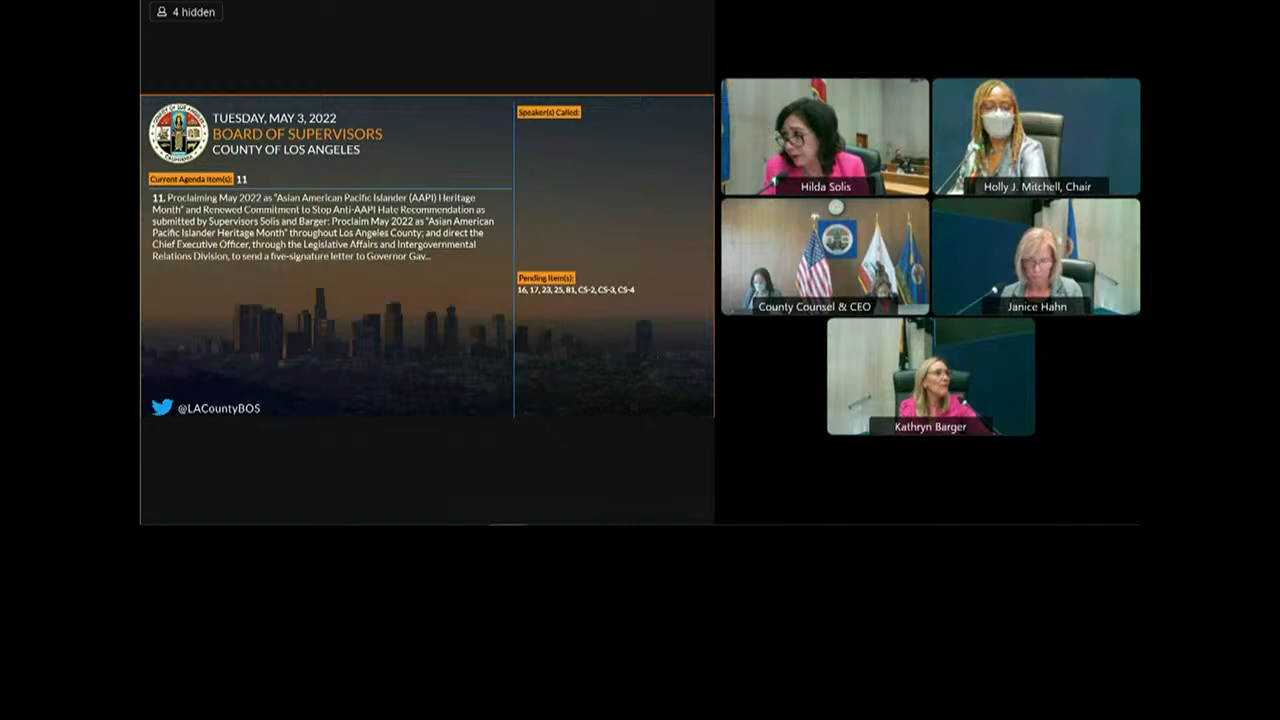 4 hidden
TUESDAY, MAY 3, 2022
BOARD OF SUPERVISORS
COUNTY OF LOS ANGELES
Current Agenda Item(s): 11
11. Proclaiming May 2022 as "Asian American Pacific Islander (AAPI) Heritage
Month" and Renewed Commitment to Stop Anti-AAPI Hate Recommendation as
submitted by Supervisors Solis and Barger: Proclaim May 2022 as "Asian American
Pacific Islander Heritage Month" throughout Los Angeles County; and direct the
Chief Executive Officer, through the Legislative Affairs and Intergovernmental
Relations Division, to send a five-signature letter to Governor Gav...
@LACountyBOS
Speaker(s) Called:
Pending Item(s):
16, 17, 23, 25, 81, CS-2, CS-3, CS-4
Hilda Solis
Holly J. Mitchell, Chair
County Counsel & CEO
Janice Hahn
Kathryn Barger